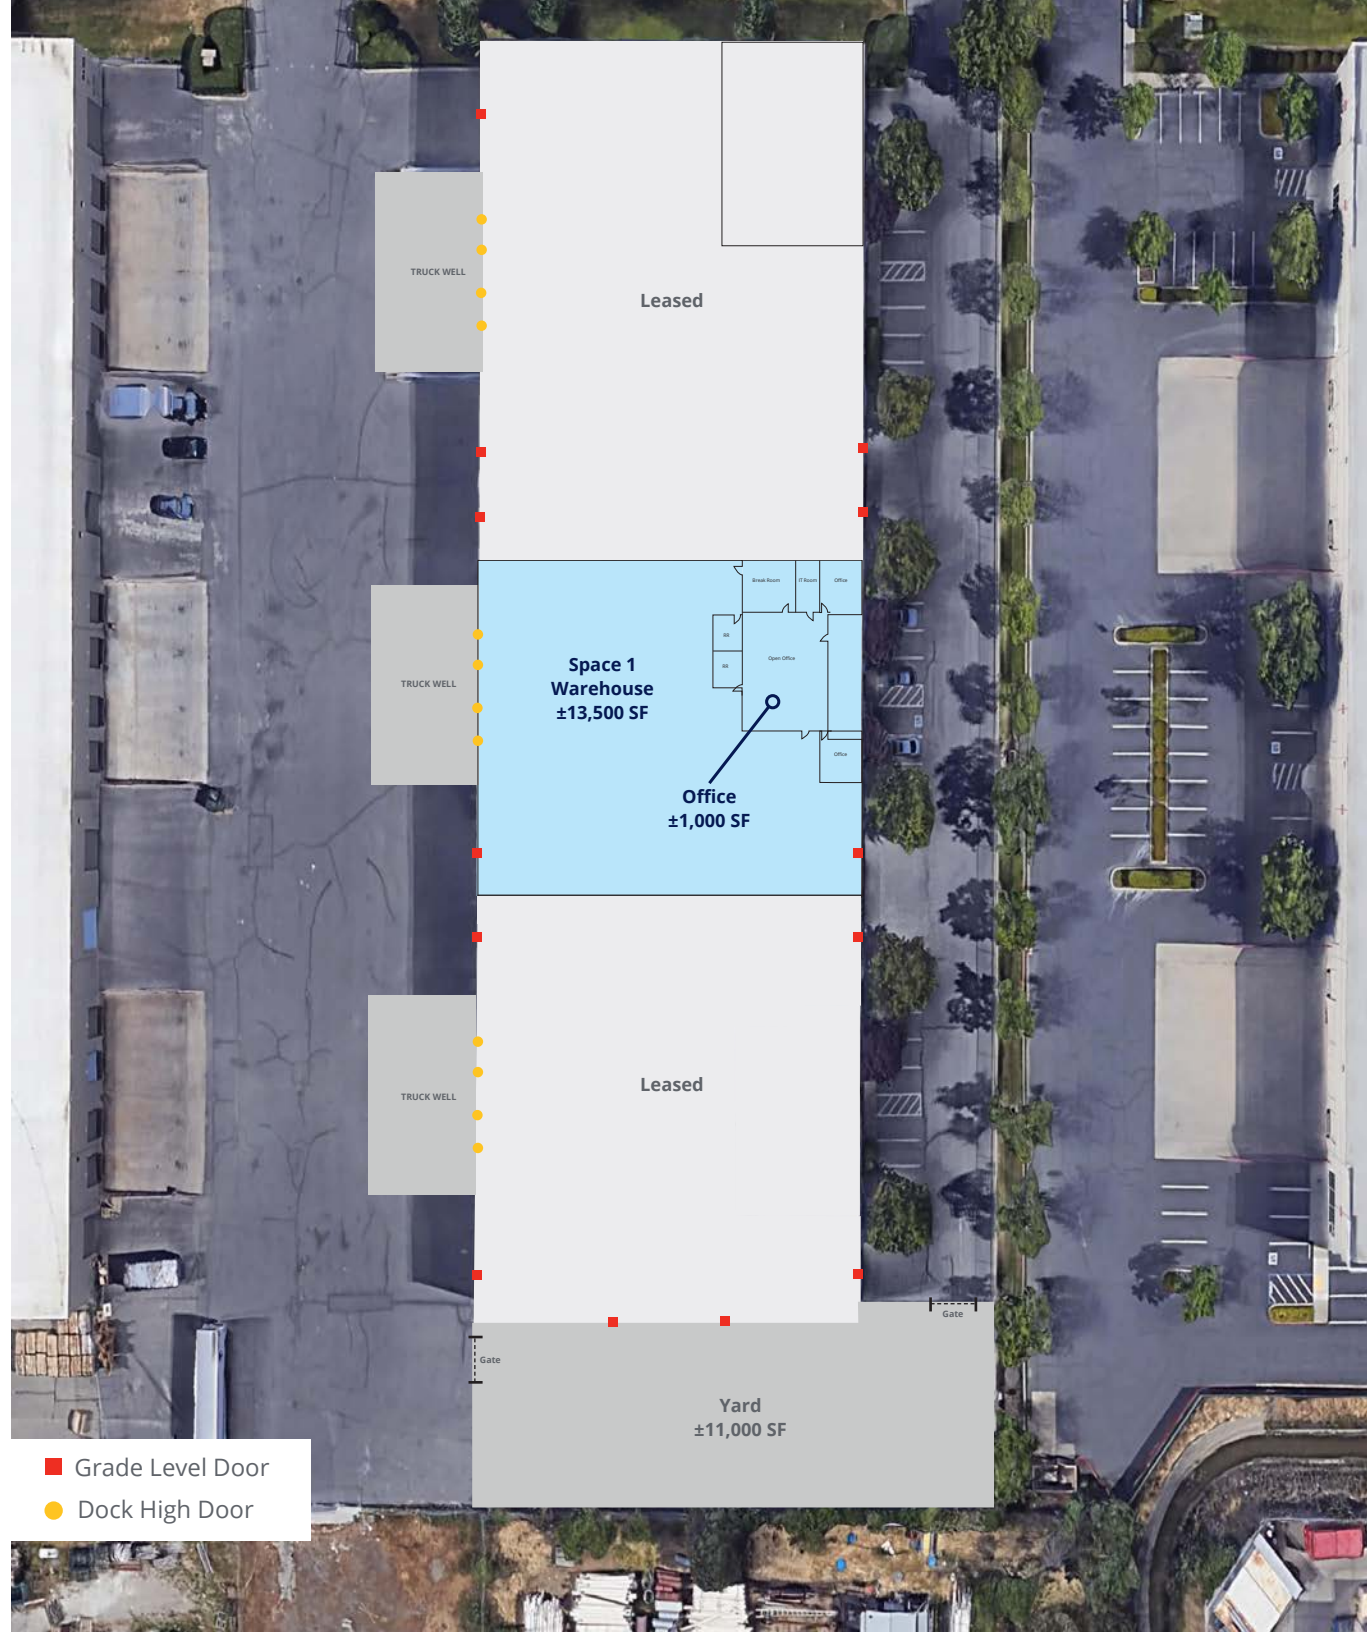 TRUCK WELL
Leased
Break Room
IT Room
Office
RR
Open Office
RR
Space 1
Warehouse
±13,500 SF
TRUCK WELL
Office
Office
±1,000 SF
Leased
TRUCK WELL
Gate
Gate
Yard
±11,000 SF
Grade Level Door
Dock High Door